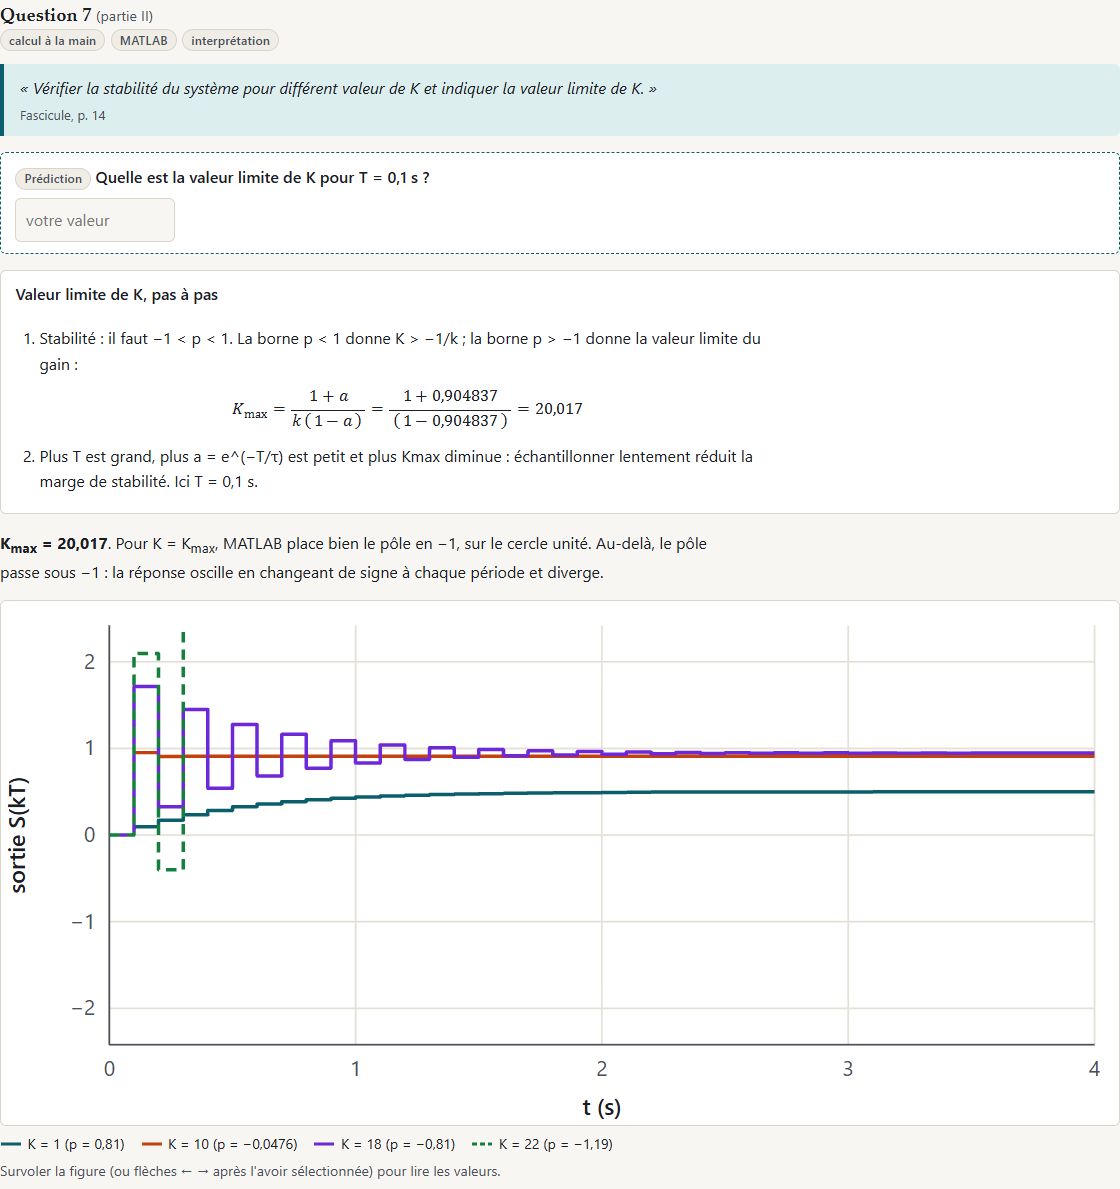 Question 7 (partie II)
calcul à la main MATLAB interprétation
« Vérifier la stabilité du système pour différent valeur de K et indiquer la valeur limite de K. »
Fascicule, p. 14
Prédiction Quelle est la valeur limite de K pour T = 0,1 s ?
votre valeur
Valeur limite de K, pas à pas
1. Stabilité : il faut −1 < p < 1. La borne p < 1 donne K > −1/k ; la borne p > −1 donne la valeur limite du
gain :
Kmax = 1 + a / k ( 1 − a ) = 1 + 0,904837 / ( 1 − 0,904837 ) = 20,017
2. Plus T est grand, plus a = e^(−T/τ) est petit et plus Kmax diminue : échantillonner lentement réduit la
marge de stabilité. Ici T = 0,1 s.
Kmax = 20,017. Pour K = Kmax, MATLAB place bien le pôle en −1, sur le cercle unité. Au-delà, le pôle
passe sous −1 : la réponse oscille en changeant de signe à chaque période et diverge.
2
1
0
−1
−2
sortie S(kT)
0 1 2 3 4
t (s)
K = 1 (p = 0,81) K = 10 (p = −0,0476) K = 18 (p = −0,81) K = 22 (p = −1,19)
Survoler la figure (ou flèches ← → après l'avoir sélectionnée) pour lire les valeurs.